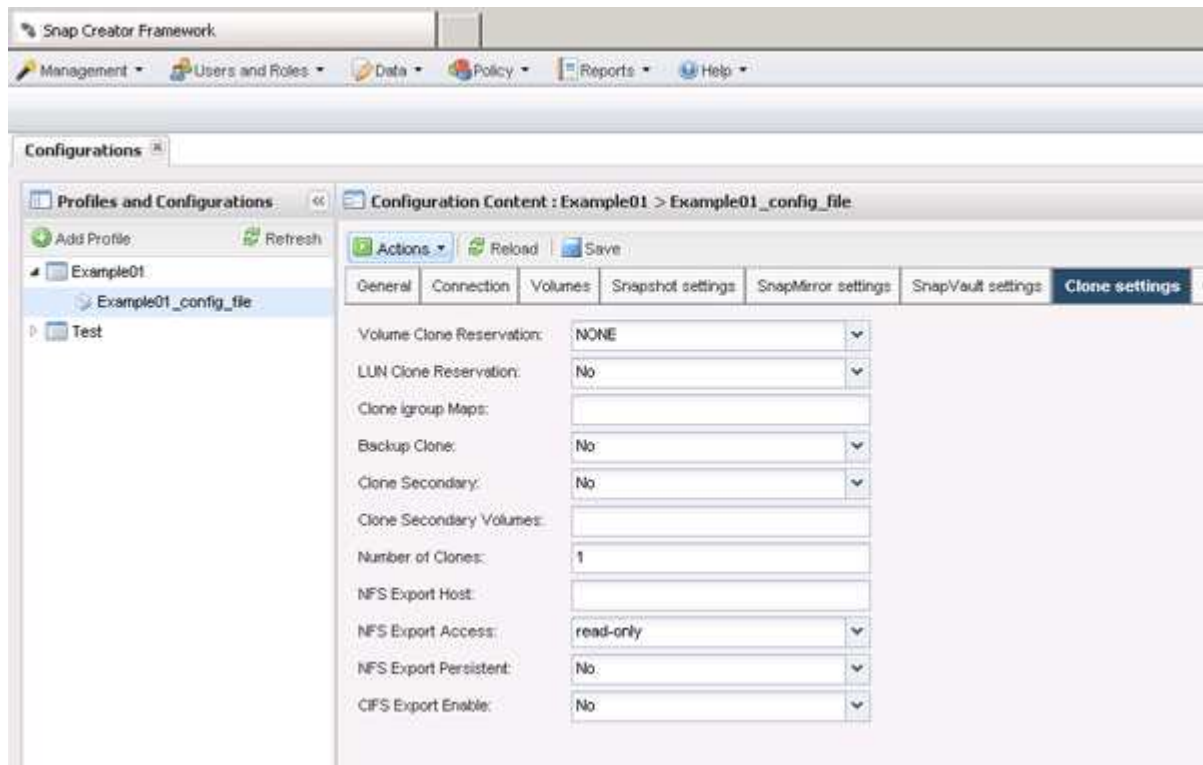 Snap Creator Framework
Management Users and Roles Data Policy Reports Help
Configurations
Profiles and Configurations
Configuration Content : Example01 > Example01_config_file
Add Profile Refresh
Actions Reload Save
Example01
Example01_config_file
Test
General Connection Volumes Snapshot settings SnapMirror settings SnapVault settings Clone settings
Volume Clone Reservation: NONE
LUN Clone Reservation: No
Clone igroup Maps:
Backup Clone: No
Clone Secondary: No
Clone Secondary Volumes:
Number of Clones: 1
NFS Export Host:
NFS Export Access: read-only
NFS Export Persistent: No
CIFS Export Enable: No